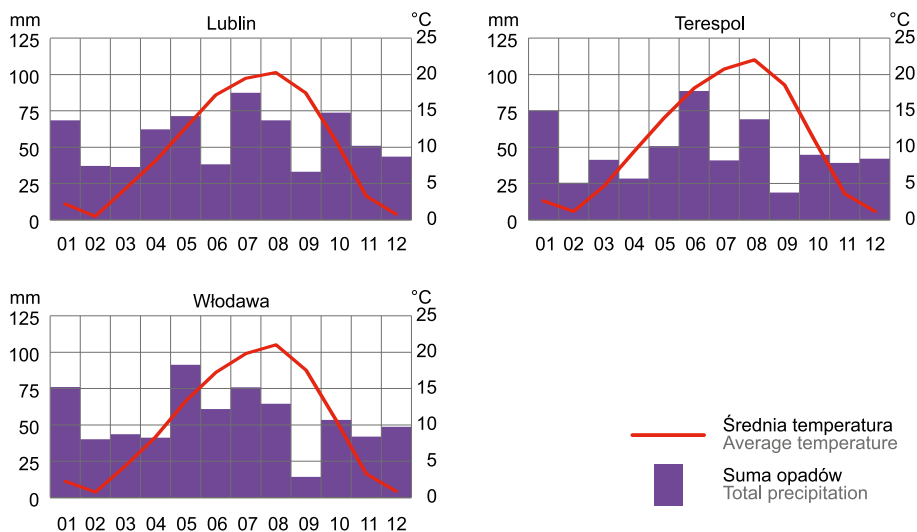 Lublin
mm °C
125 25
100 20
75 15
50 10
25 5
0 0
01 02 03 04 05 06 07 08 09 10 11 12
Terespol
mm °C
125 25
100 20
75 15
50 10
25 5
0 0
01 02 03 04 05 06 07 08 09 10 11 12
Włodawa
mm °C
125 25
100 20
75 15
50 10
25 5
0 0
01 02 03 04 05 06 07 08 09 10 11 12
Średnia temperatura
Average temperature
Suma opadów
Total precipitation